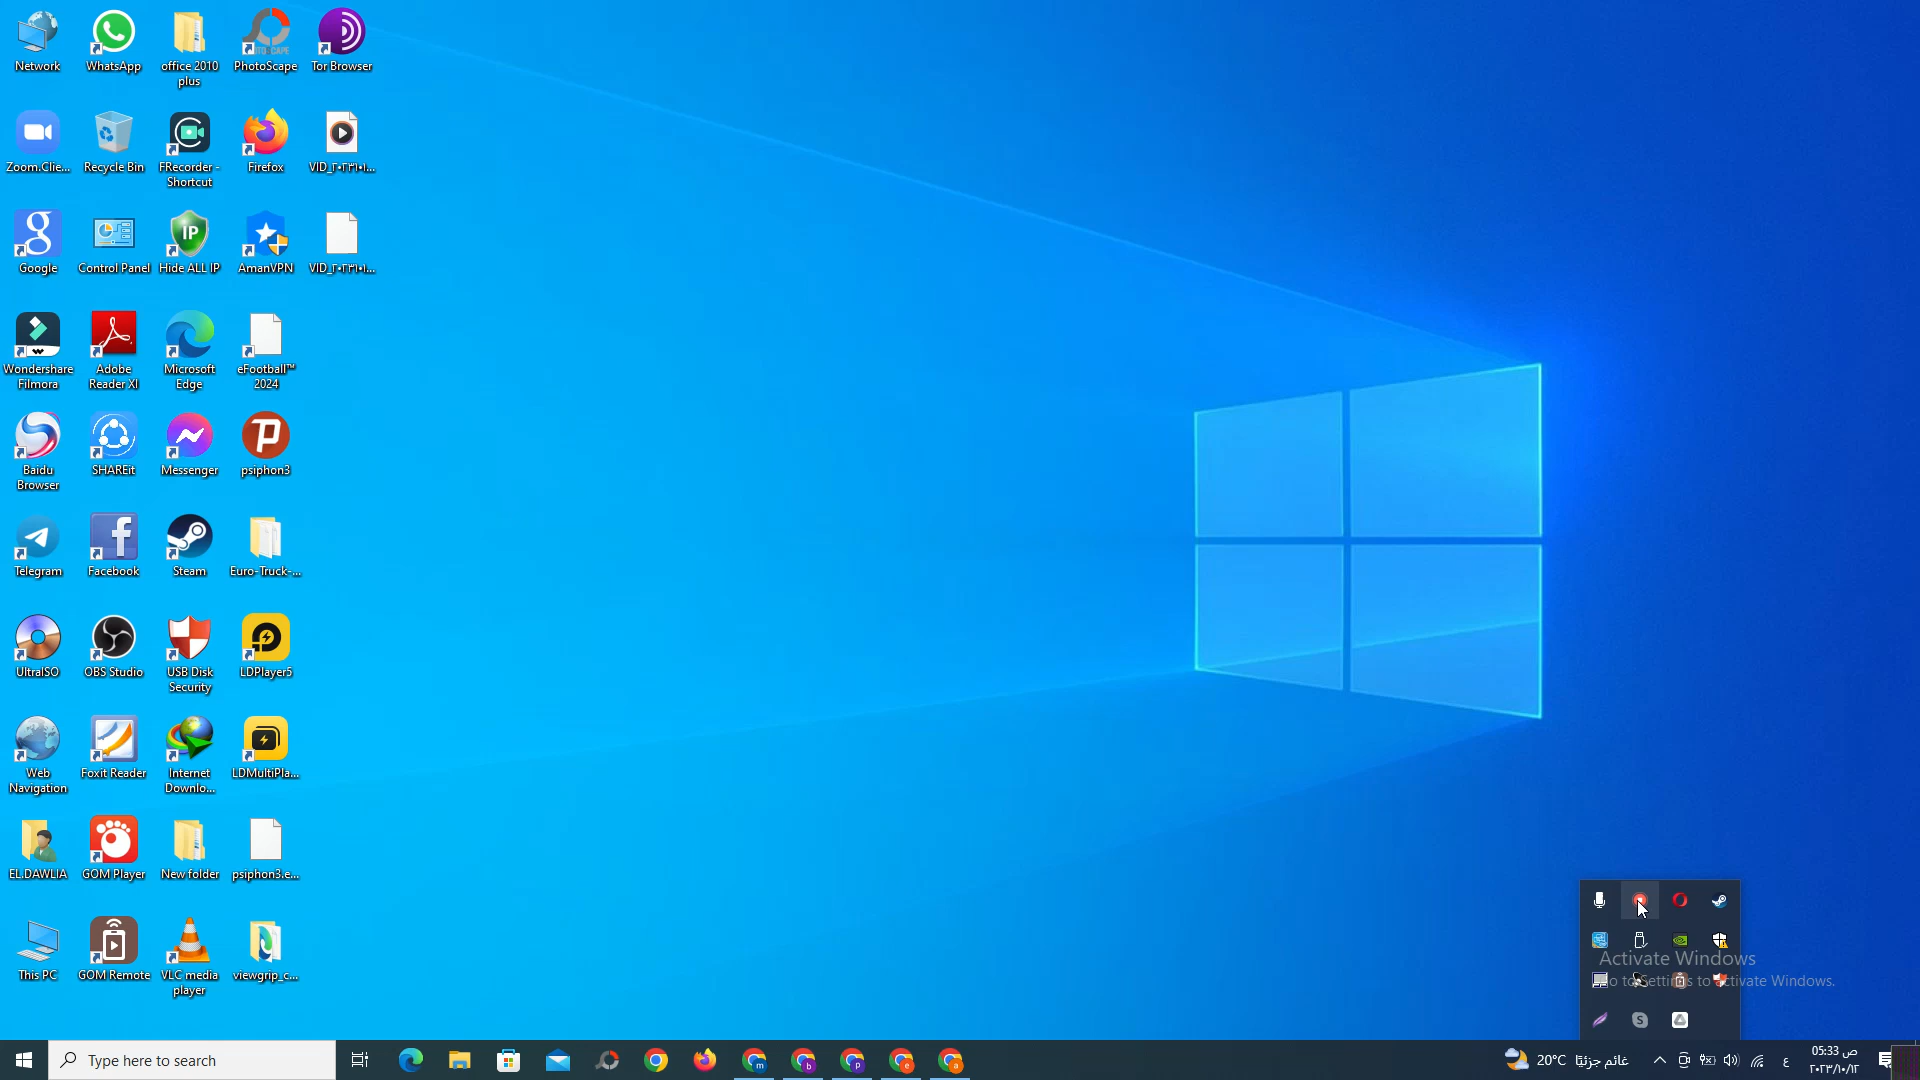 Network
WhatsApp
office 2010
plus
PhotoScape
Tor Browser
Zoom.Clie...
Recycle Bin
FRecorder -
Shortcut
Firefox
VID_٢٠٢٣١٠١...
Google
Control Panel
Hide ALL IP
AmanVPN
VID_٢٠٢٣١٠١...
Wondershare
Filmora
Adobe
Reader XI
Microsoft
Edge
eFootball™
2024
Baidu
Browser
SHAREit
Messenger
psiphon3
Telegram
Facebook
Steam
Euro-Truck-...
UltraISO
OBS Studio
USB Disk
Security
LDPlayer5
Web
Navigation
Foxit Reader
Internet
Downlo...
LDMultiPla...
EL.DAWLIA
GOM Player
New folder
psiphon3.e...
This PC
GOM Remote
VLC media
player
viewgrip_c...
Activate Windows
Go to Settings to activate Windows.
Type here to search
20°C غائم جزئيًا
ع
05:33 ص
٢٠٢٣/١٠/١٢